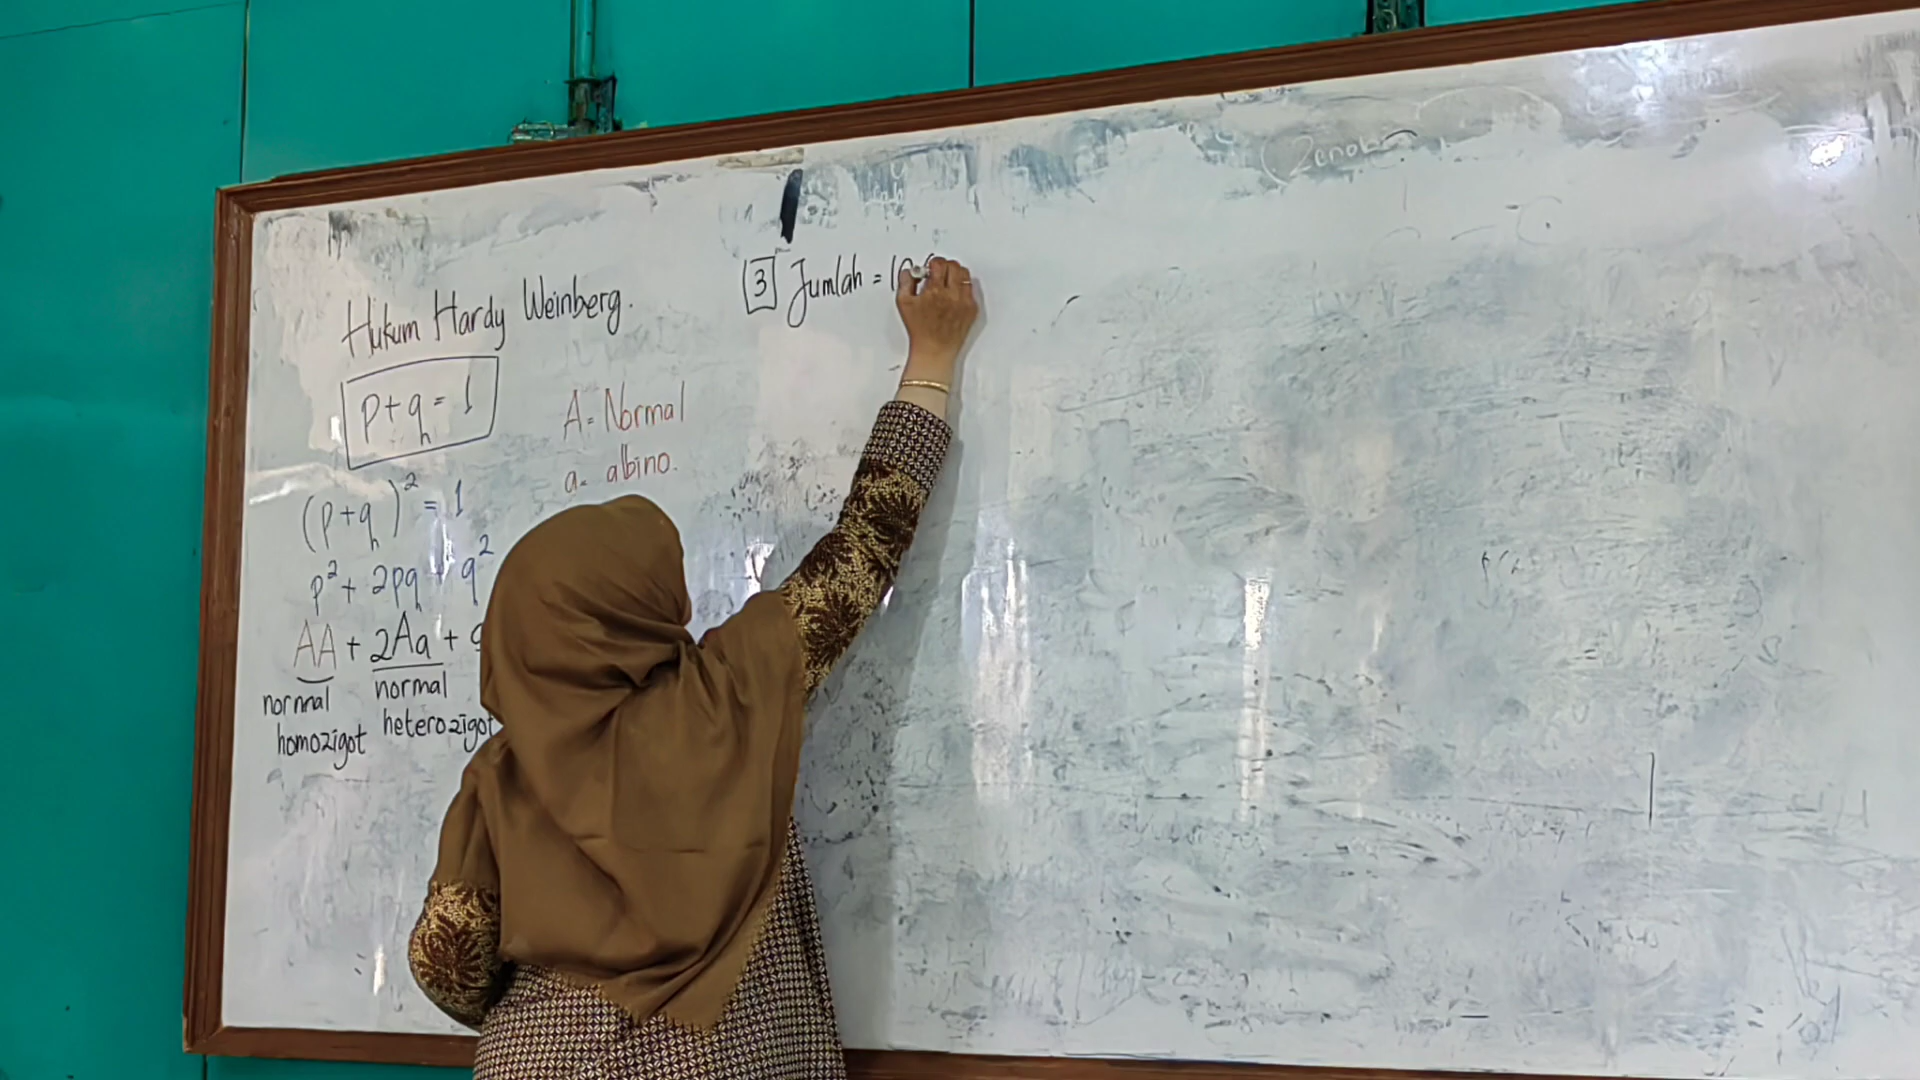 Hukum Hardy Weinberg.
p+q = 1
(p+q)² = 1
p² + 2pq + q²
AA + 2Aa +
normal homozigot
normal heterozigot
A = Normal
a = albino.
3 Jumlah =